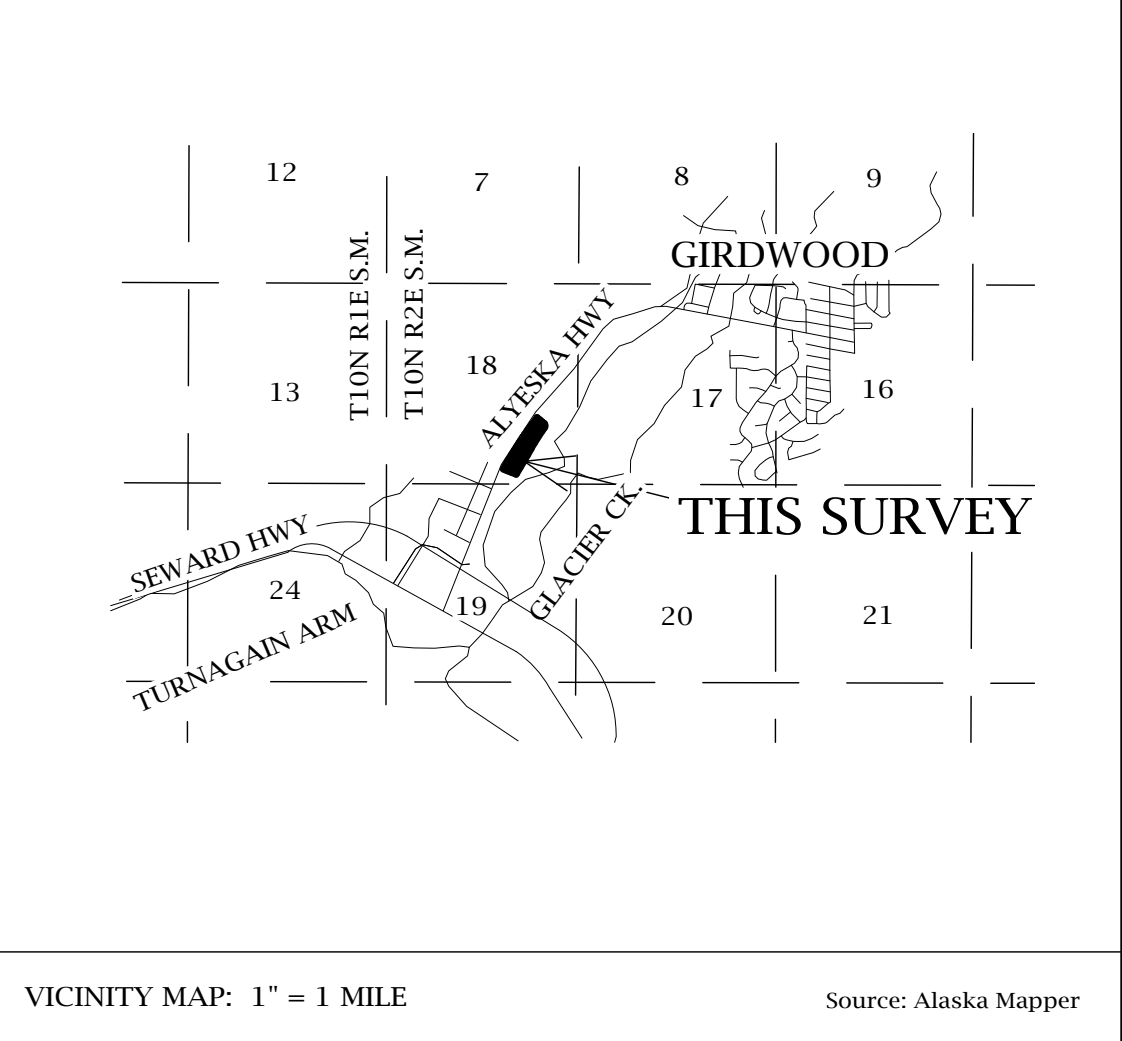 12
7
8
9
GIRDWOOD
T10N R1E S.M.
T10N R2E S.M.
ALYESKA HWY
18
13
17
16
THIS SURVEY
SEWARD HWY
GLACIER CK.
24
19
20
21
TURNAGAIN ARM
VICINITY MAP: 1" = 1 MILE
Source: Alaska Mapper